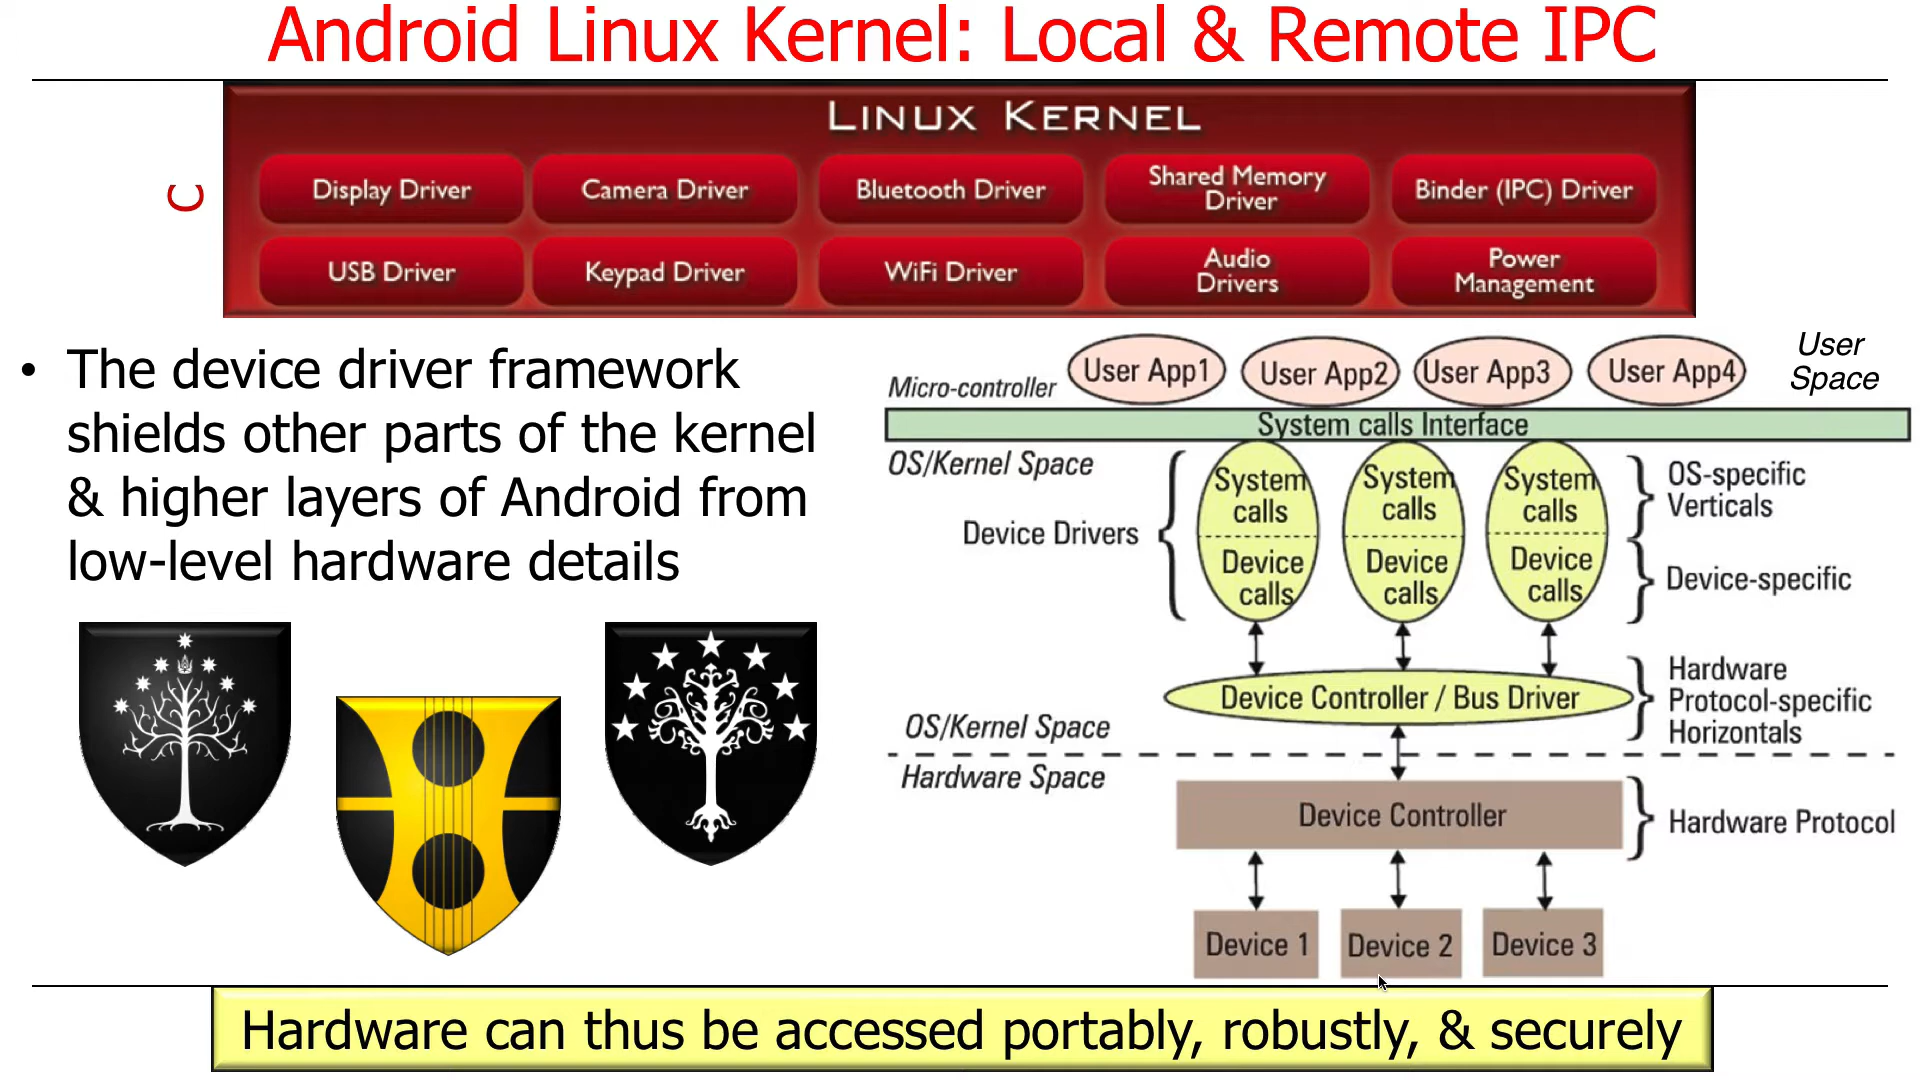 Android Linux Kernel: Local & Remote IPC
LINUX KERNEL
C
Display Driver
Camera Driver
Bluetooth Driver
Shared Memory
Driver
Binder (IPC) Driver
USB Driver
Keypad Driver
WiFi Driver
Audio
Drivers
Power
Management
• The device driver framework
shields other parts of the kernel
& higher layers of Android from
low-level hardware details
User App1
User App2
User App3
User App4
User
Space
Micro-controller
System calls Interface
OS/Kernel Space
Device Drivers
System
calls
Device
calls
System
calls
Device
calls
System
calls
Device
calls
OS-specific
Verticals
Device-specific
Device Controller / Bus Driver
Hardware
Protocol-specific
Horizontals
OS/Kernel Space
Hardware Space
Device Controller
Hardware Protocol
Device 1
Device 2
Device 3
Hardware can thus be accessed portably, robustly, & securely